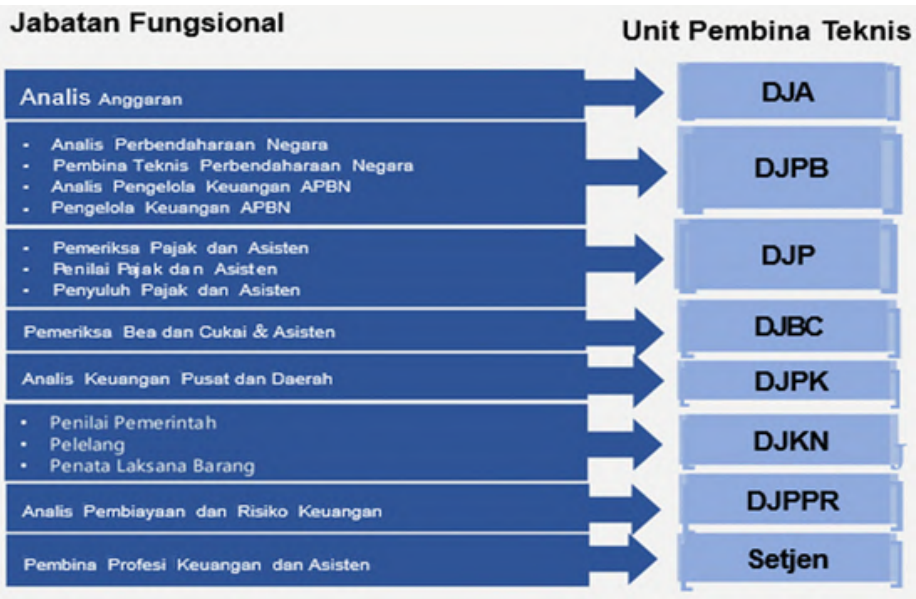 Jabatan Fungsional
Unit Pembina Teknis
Analis Anggaran
DJA
- Analis Perbendaharaan Negara
- Pembina Teknis Perbendaharaan Negara
- Analis Pengelola Keuangan APBN
- Pengelola Keuangan APBN
DJPB
- Pemeriksa Pajak dan Asisten
- Penilai Pajak dan Asisten
- Penyuluh Pajak dan Asisten
DJP
Pemeriksa Bea dan Cukai & Asisten
DJBC
Analis Keuangan Pusat dan Daerah
DJPK
• Penilai Pemerintah
• Pelelang
• Penata Laksana Barang
DJKN
Analis Pembiayaan dan Risiko Keuangan
DJPPR
Pembina Profesi Keuangan dan Asisten
Setjen